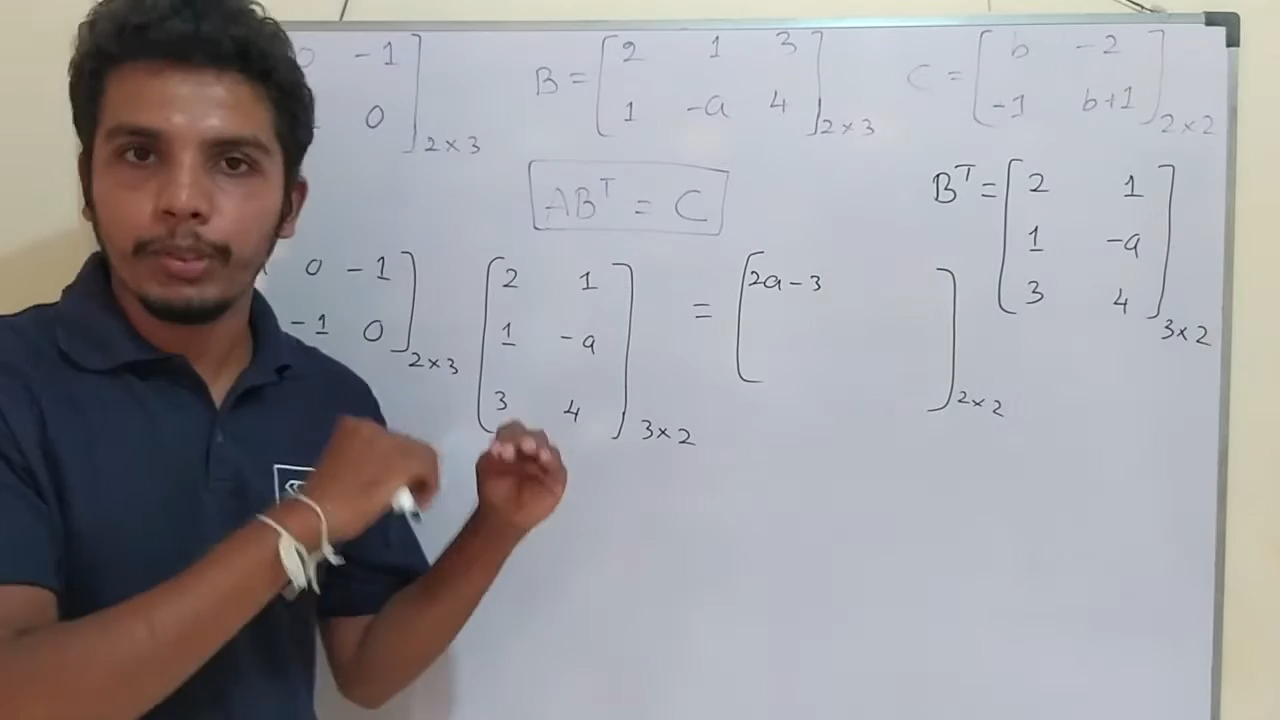 0 -1 ]2×3 B = [ 2 1 3 C = [ b -2
0 1 -a 4 ]2×3 -1 b+1 ]2×2
AB^T = C
B^T = [ 2 1
1 -a
3 4 ]3×2
0 -1 [ 2 1 = [ 2a-3
-1 0 ]2×3 1 -a ]2×2
3 4 ]3×2